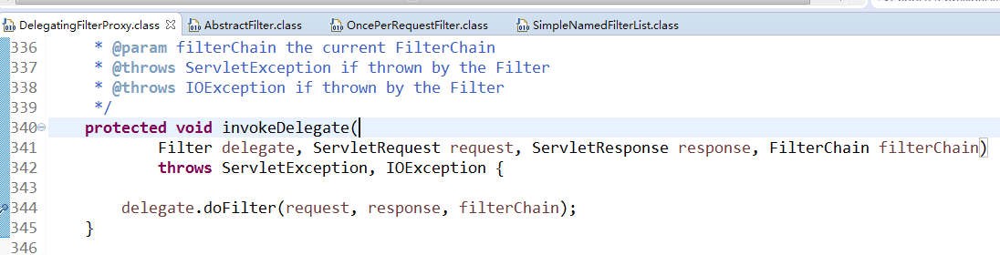 DelegatingFilterProxy.class AbstractFilter.class OncePerRequestFilter.class SimpleNamedFilterList.class
336 * @param filterChain the current FilterChain
337 * @throws ServletException if thrown by the Filter
338 * @throws IOException if thrown by the Filter
339 */
340 protected void invokeDelegate(
341 Filter delegate, ServletRequest request, ServletResponse response, FilterChain filterChain)
342 throws ServletException, IOException {
343
344 delegate.doFilter(request, response, filterChain);
345 }
346